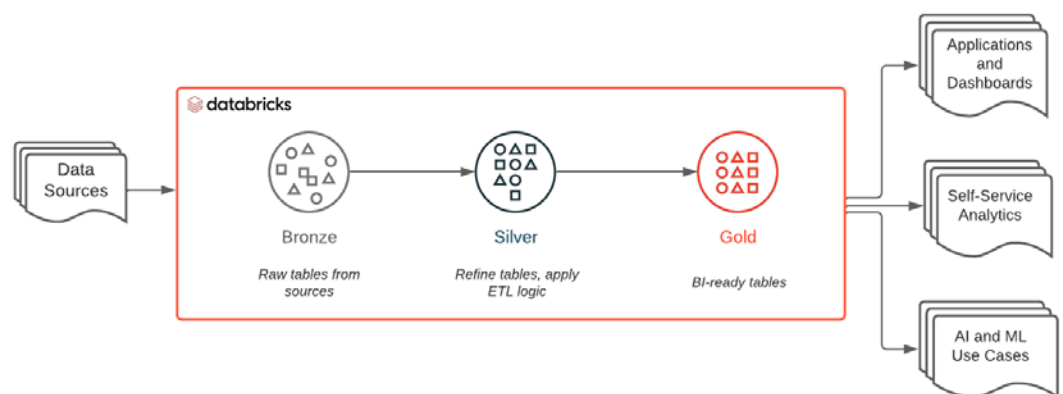 databricks
Data
Sources
Bronze
Raw tables from
sources
Silver
Refine tables, apply
ETL logic
Gold
BI-ready tables
Applications
and
Dashboards
Self-Service
Analytics
AI and ML
Use Cases